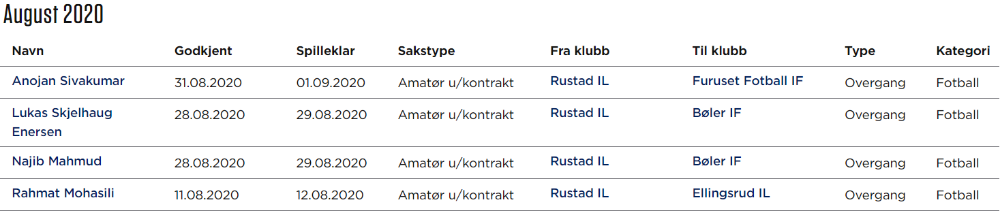 August 2020
Navn Godkjent Spilleklar Sakstype Fra klubb Til klubb Type Kategori
Anojan Sivakumar 31.08.2020 01.09.2020 Amatør u/kontrakt Rustad IL Furuset Fotball IF Overgang Fotball
Lukas Skjelhaug 28.08.2020 29.08.2020 Amatør u/kontrakt Rustad IL Bøler IF Overgang Fotball
Enersen
Najib Mahmud 28.08.2020 29.08.2020 Amatør u/kontrakt Rustad IL Bøler IF Overgang Fotball
Rahmat Mohasili 11.08.2020 12.08.2020 Amatør u/kontrakt Rustad IL Ellingsrud IL Overgang Fotball